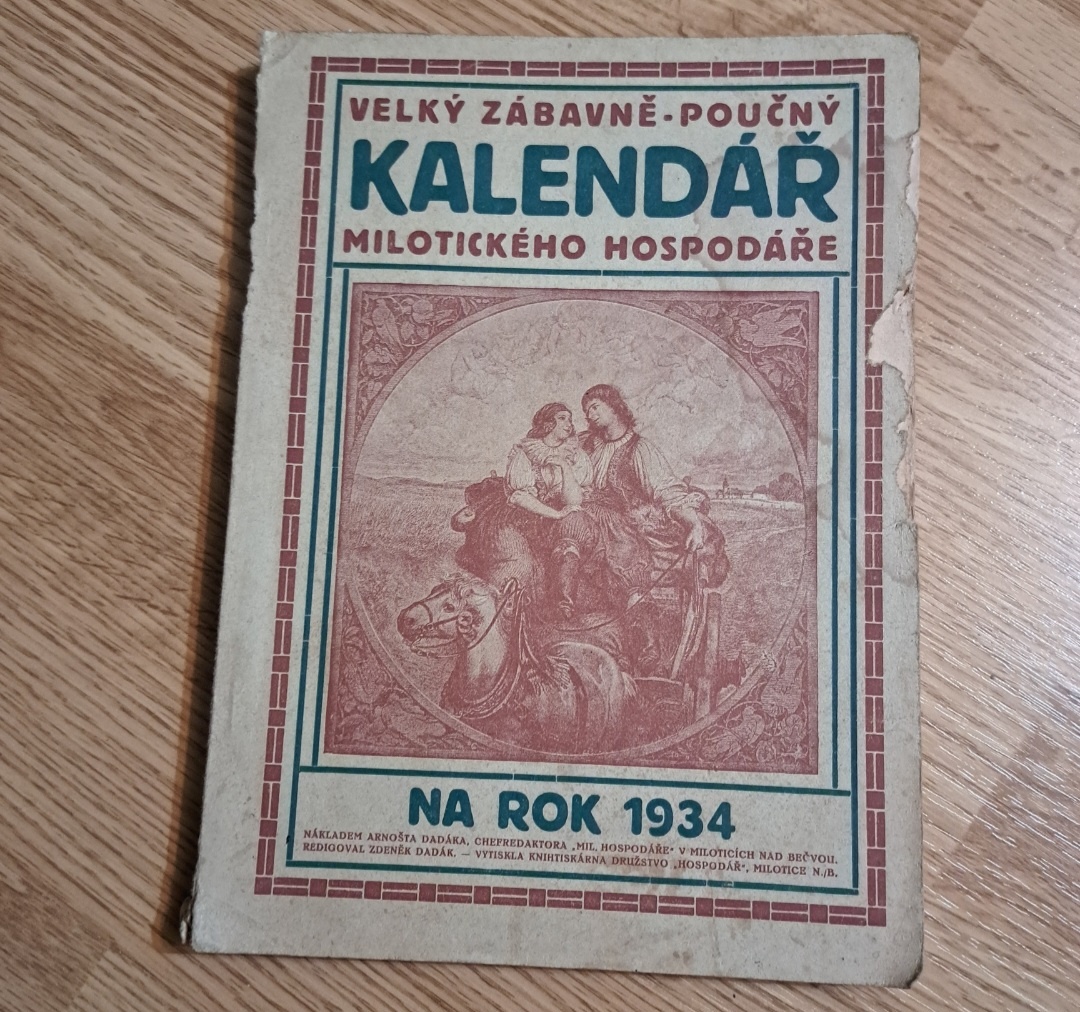 VELKÝ ZÁBAVNĚ-POUČNÝ
KALENDÁŘ
MILOTICKÉHO HOSPODÁŘE
NA ROK 1934
NÁKLADEM ARNOŠTA DADÁKA, CHEFREDAKTORA „MIL. HOSPODÁŘE" V MILOTICÍCH NAD BEČVOU.
REDIGOVAL ZDENĚK DADÁK. — VYTISKLA KNIHTISKÁRNA DRUŽSTVO „HOSPODÁŘ", MILOTICE N./B.